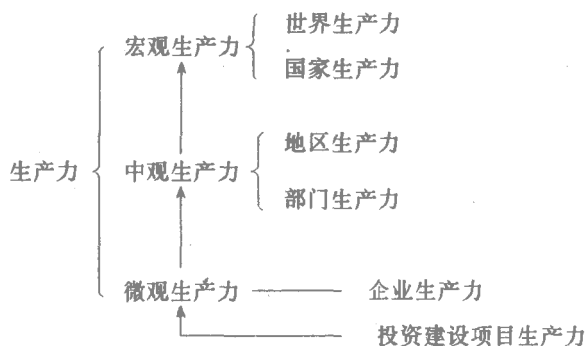 世界生产力
宏观生产力
国家生产力
地区生产力
生产力 中观生产力
部门生产力
微观生产力 企业生产力
投资建设项目生产力